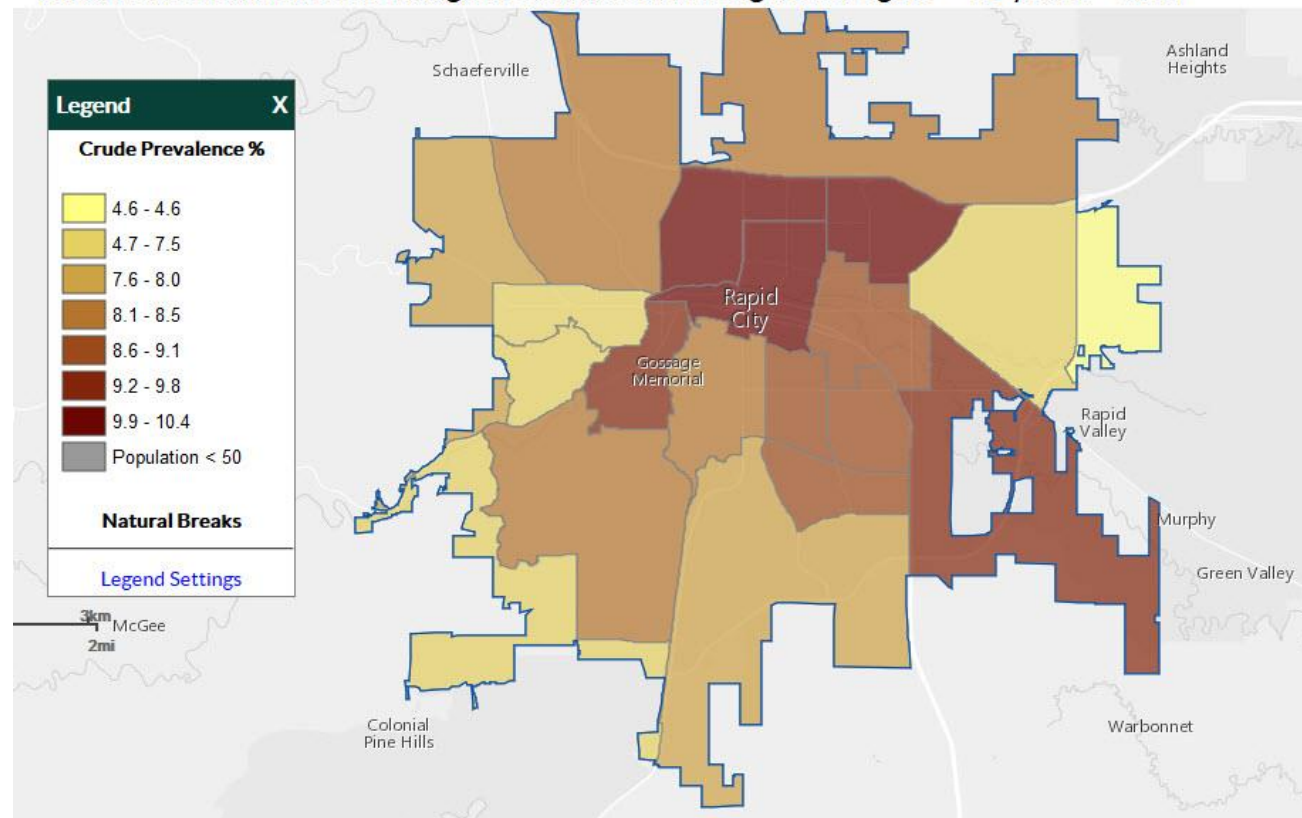 Legend X
Crude Prevalence %
4.6 - 4.6
4.7 - 7.5
7.6 - 8.0
8.1 - 8.5
8.6 - 9.1
9.2 - 9.8
9.9 - 10.4
Population < 50
Natural Breaks
Legend Settings
3km
2mi
McGee
Schaeferville
Ashland
Heights
Rapid
City
Gossage
Memorial
Rapid
Valley
Murphy
Green Valley
Colonial
Pine Hills
Warbonnet